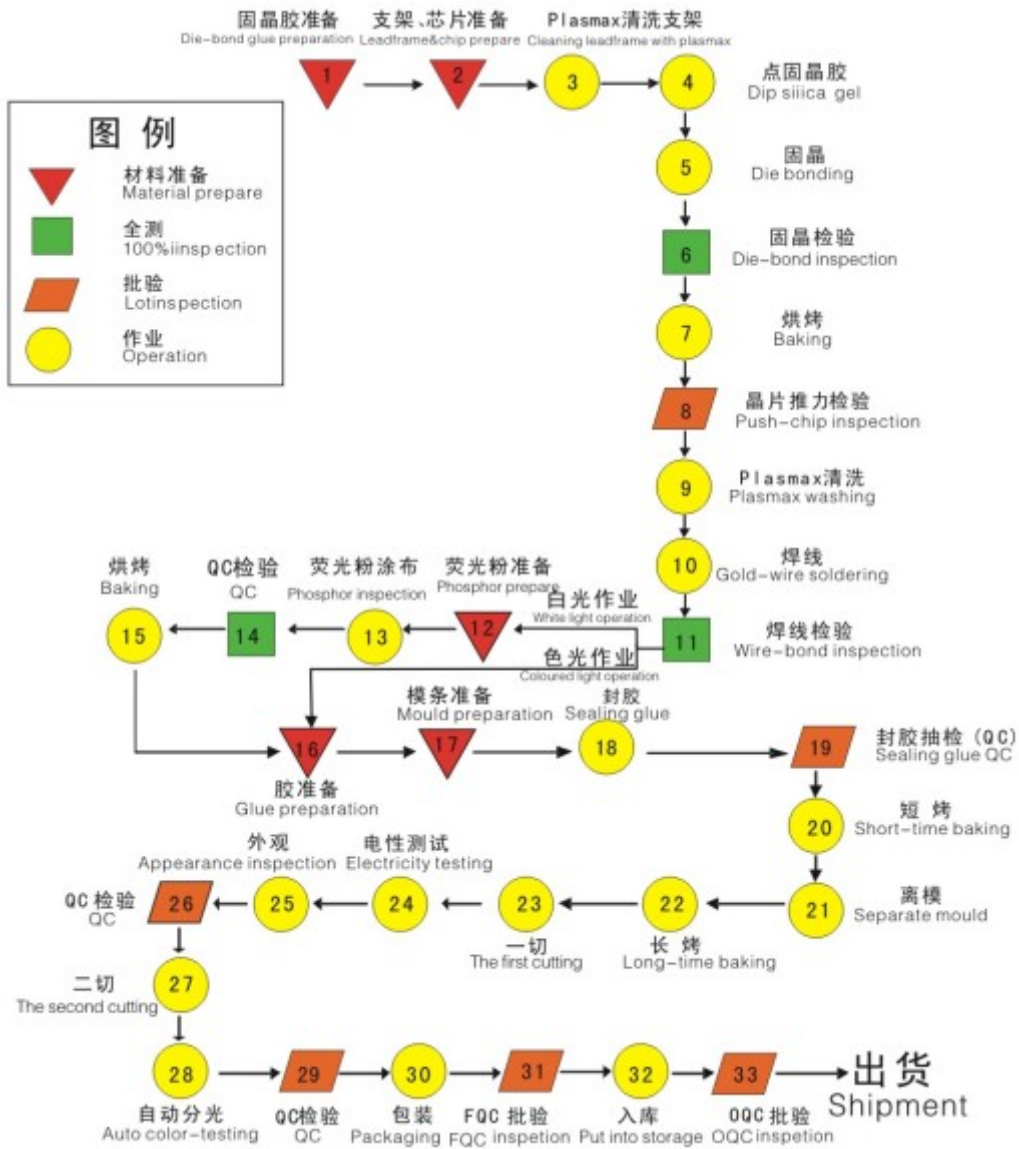 固晶胶准备
Die-bond glue preparation
支架、芯片准备
Leadframe&chip prepare
Plasmax清洗支架
Cleaning leadframe with plasmax
1
2
3
4
点固晶胶
Dip siiica gel
图 例
材料准备
Material prepare
全测
100%iinsp ection
批验
Lotinspection
作业
Operation
5
固晶
Die bonding
6
固晶检验
Die-bond inspection
7
烘烤
Baking
8
晶片推力检验
Push-chip inspection
9
Plasmax清洗
Plasmax washing
10
焊线
Gold-wire soldering
11
焊线检验
Wire-bond inspection
白光作业
White light operation
色光作业
Coloured light operation
荧光粉准备
Phosphor prepare
12
荧光粉涂布
Phosphor inspection
13
QC检验
QC
14
烘烤
Baking
15
16
胶准备
Glue preparation
模条准备
Mould preparation
17
封胶
Sealing glue
18
19
封胶抽检(QC)
Sealing glue QC
20
短 烤
Short-time baking
21
离模
Separate mould
22
长 烤
Long-time baking
23
一切
The first cutting
电性测试
Electricity testing
24
外观
Appearance inspection
25
QC检验
QC
26
27
二切
The second cutting
28
自动分光
Auto color-testing
29
QC检验
QC
30
包装
Packaging
31
FQC批验
FQC inspetion
32
入库
Put into storage
33
OQC批验
OQC inspetion
出货
Shipment